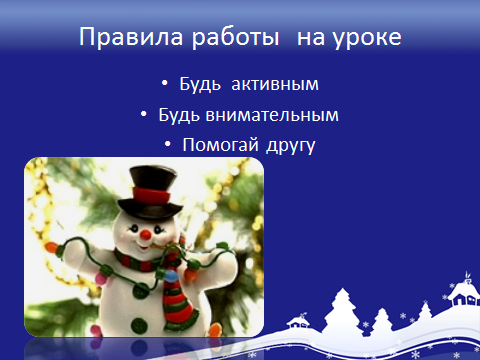 Правила работы на уроке
• Будь активным
• Будь внимательным
• Помогай другу